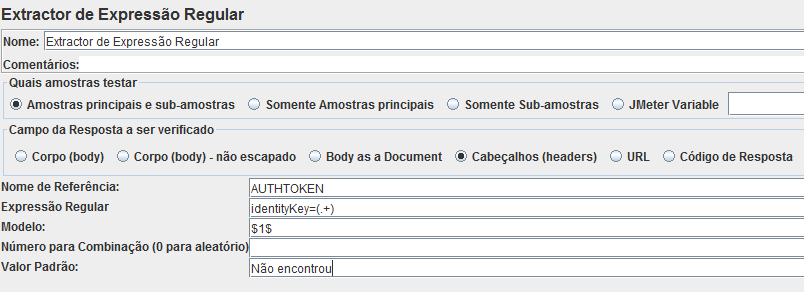 Extractor de Expressão Regular
Nome: Extractor de Expressão Regular
Comentários:
Quais amostras testar
Amostras principais e sub-amostras Somente Amostras principais Somente Sub-amostras JMeter Variable
Campo da Resposta a ser verificado
Corpo (body) Corpo (body) - não escapado Body as a Document Cabeçalhos (headers) URL Código de Resposta
Nome de Referência: AUTHTOKEN
Expressão Regular identityKey=(.+)
Modelo: $1$
Número para Combinação (0 para aleatório)
Valor Padrão: Não encontrou